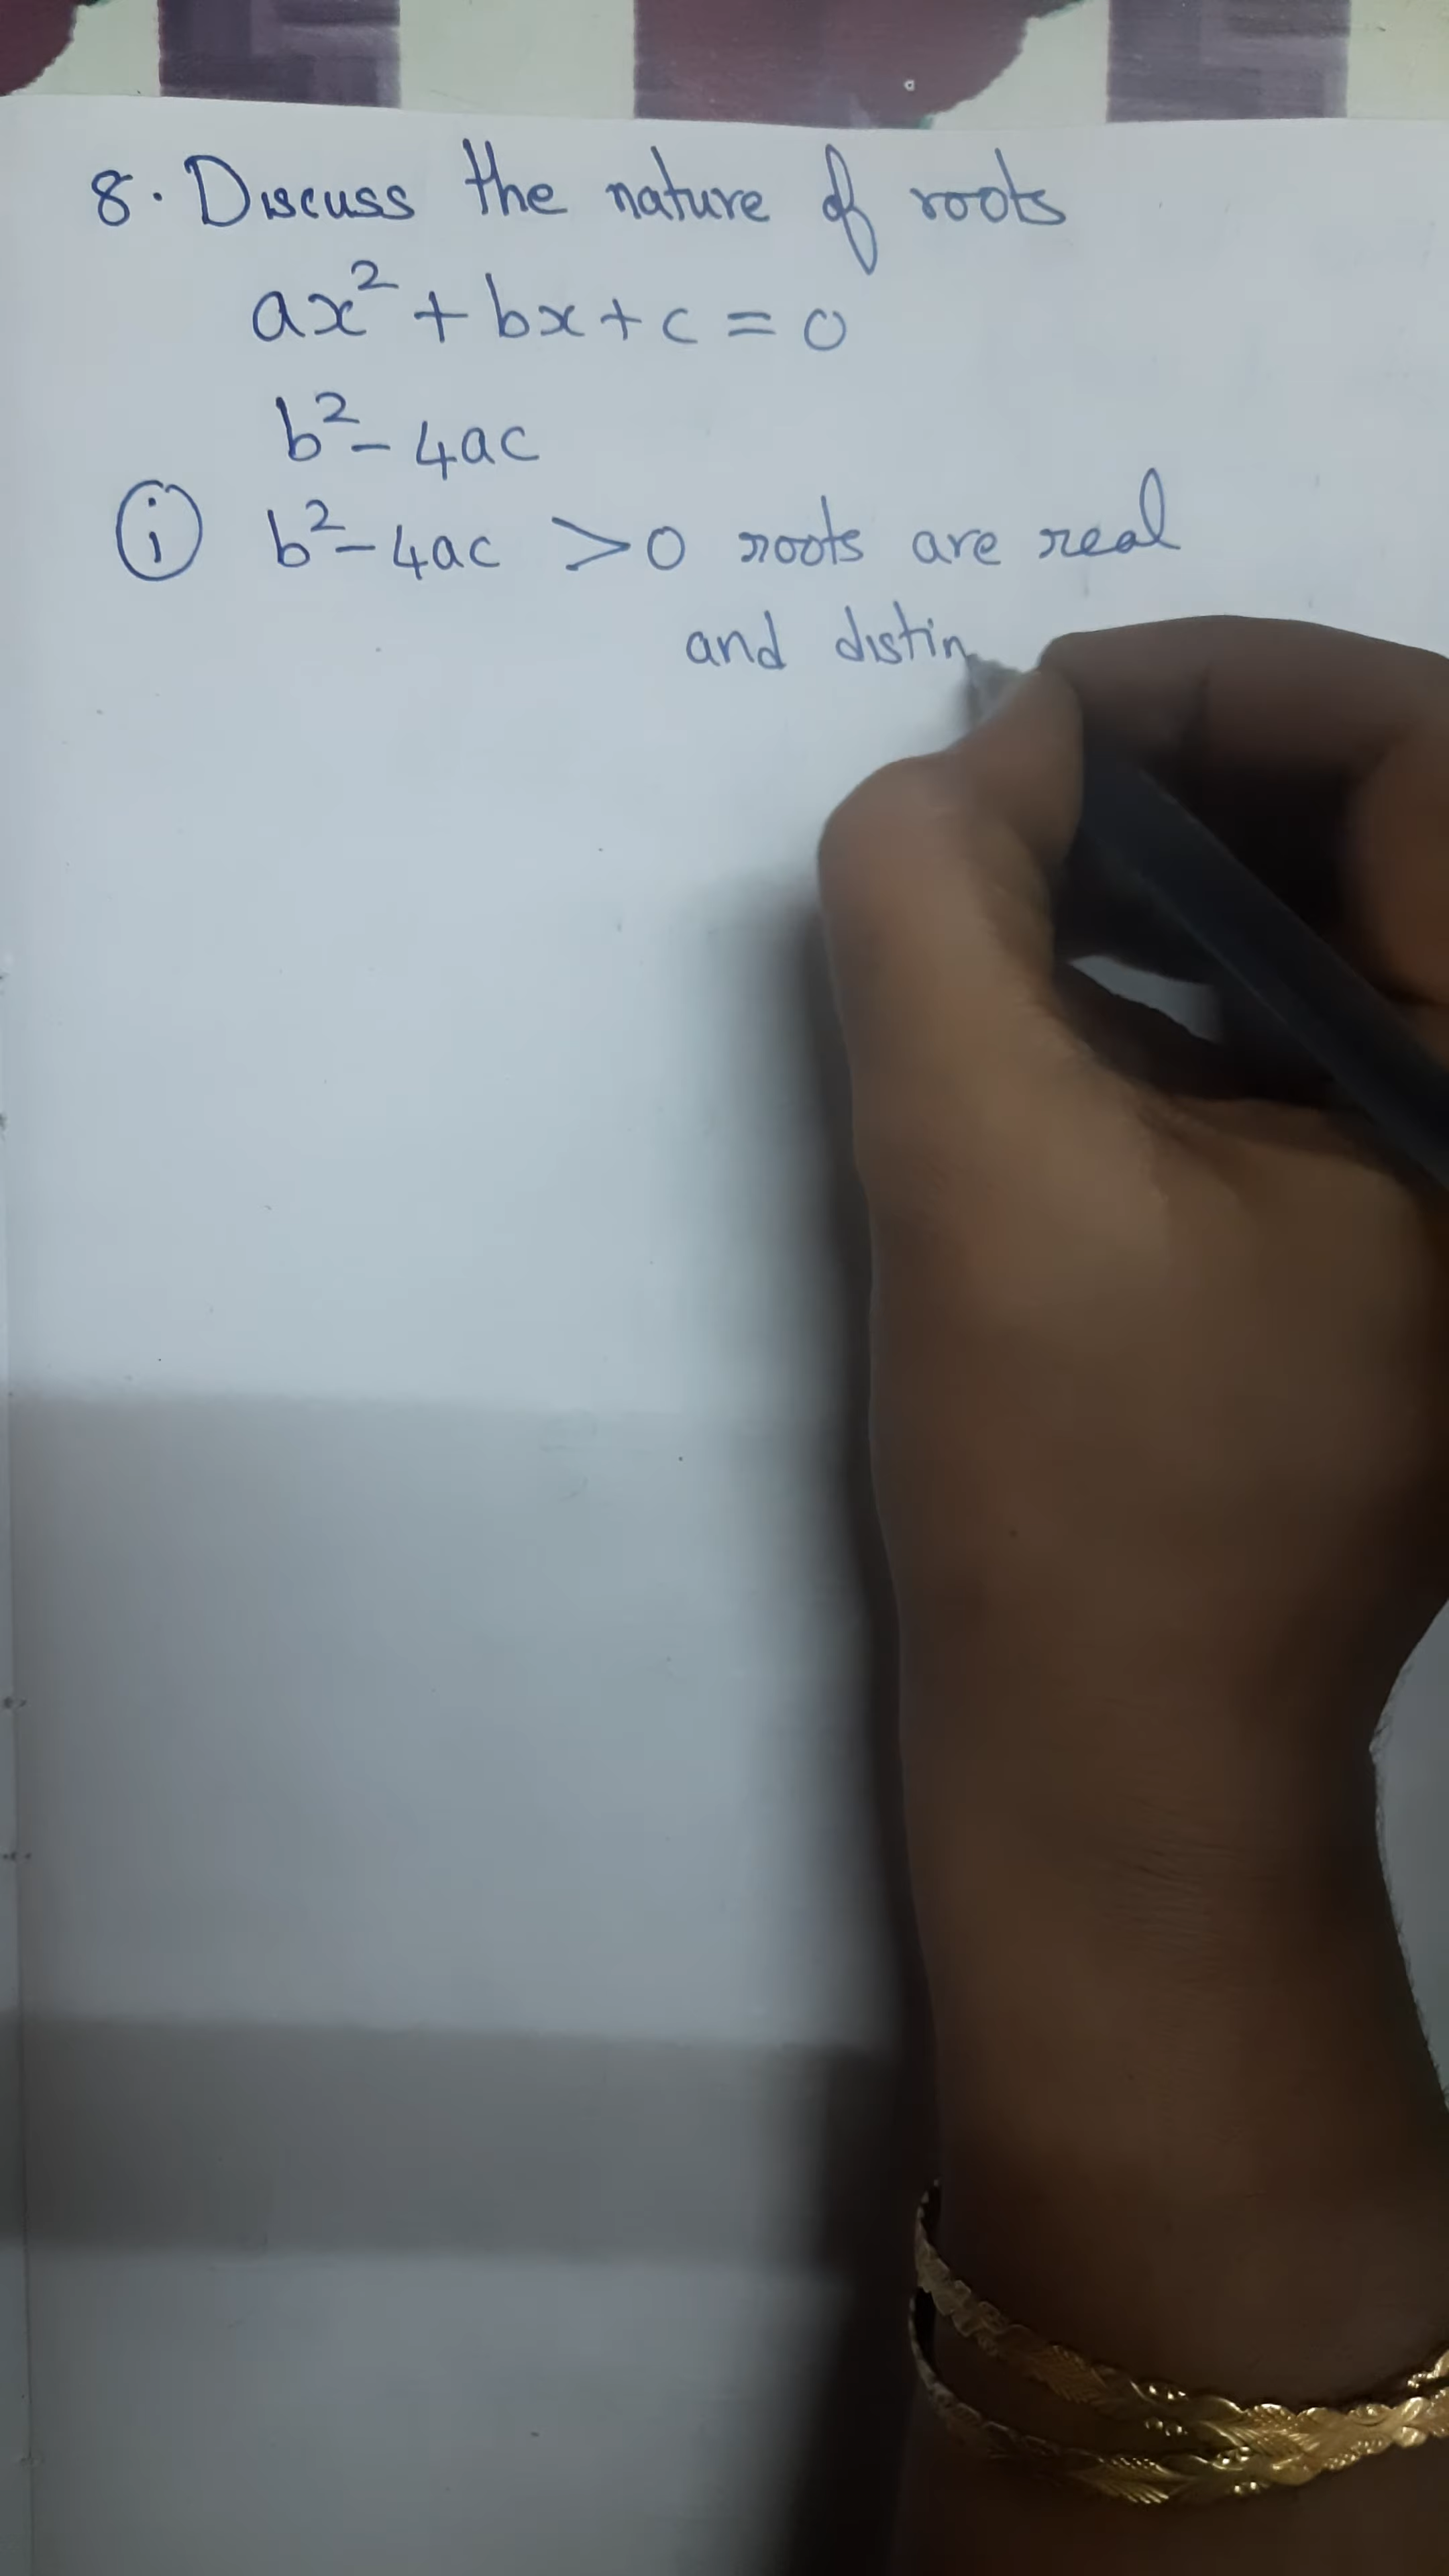 8. Discuss the nature of roots
ax² + bx + c = 0
b² - 4ac
(i) b² - 4ac > 0 roots are real
and distin